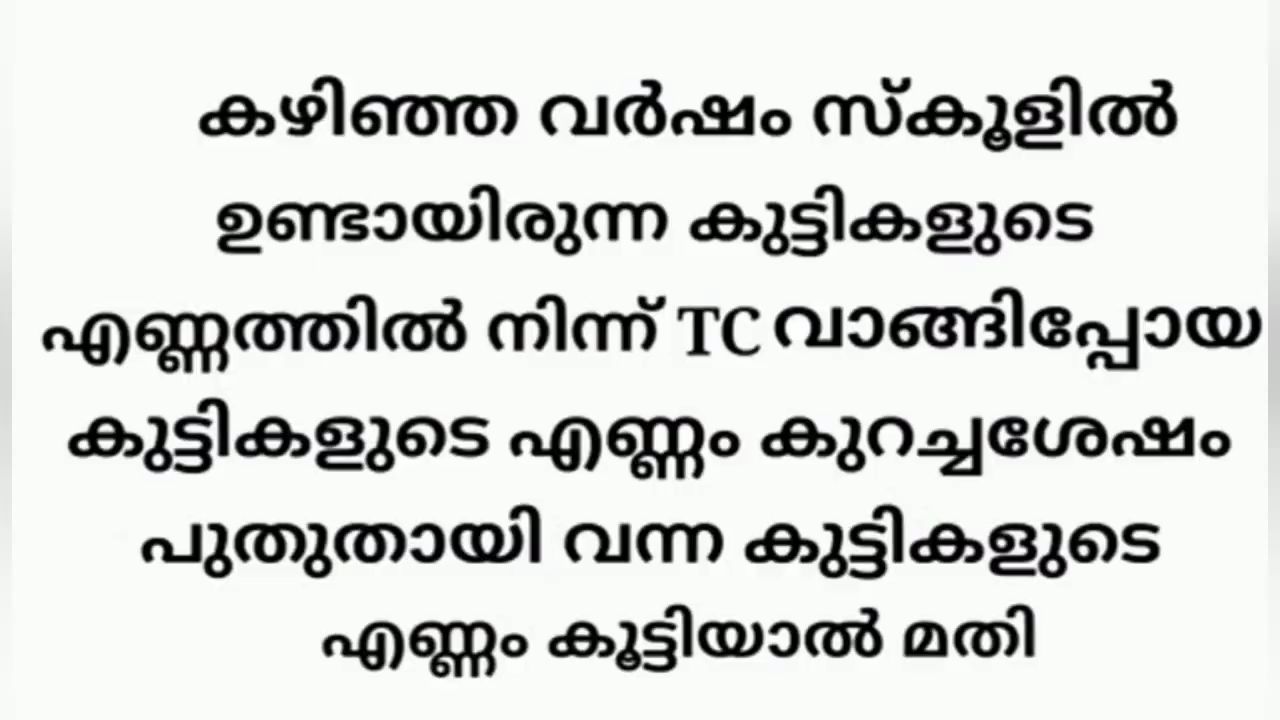 കഴിഞ്ഞ വർഷം സ്കൂളിൽ
ഉണ്ടായിരുന്ന കുട്ടികളുടെ
എണ്ണത്തിൽ നിന്ന് TC വാങ്ങിപ്പോയ
കുട്ടികളുടെ എണ്ണം കുറച്ചശേഷം
പുതുതായി വന്ന കുട്ടികളുടെ
എണ്ണം കൂട്ടിയാൽ മതി